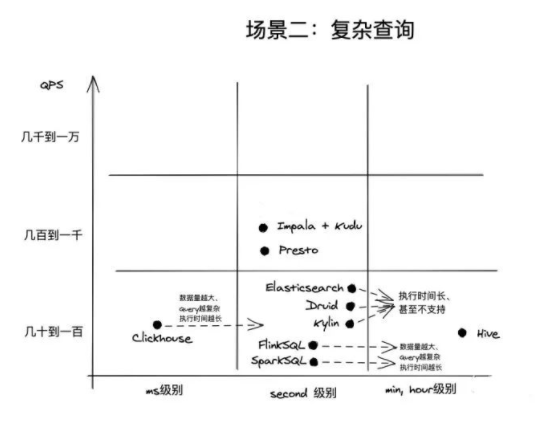 场景二：复杂查询
QPS
几千到一万
几百到一千
Impala + Kudu
Presto
几十到一百
Elasticsearch
Druid
Kylin
执行时间长、
甚至不支持
数据量越大、
Query越复杂
执行时间越长
Clickhouse
FlinkSQL
SparkSQL
数据量越大、
Query越复杂
执行时间越长
Hive
ms级别
second 级别
min, hour级别